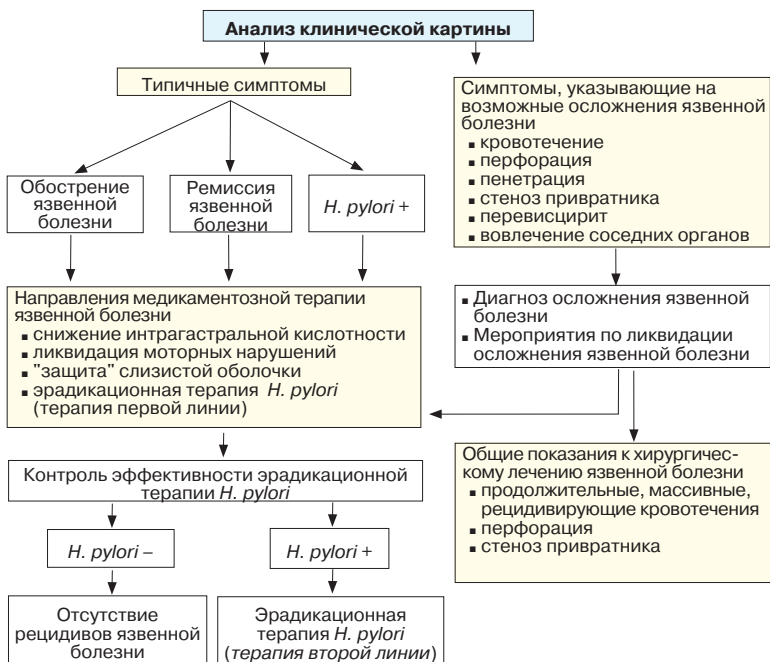 Анализ клинической картины
Типичные симптомы
Симптомы, указывающие на
возможные осложнения язвенной
болезни
▪ кровотечение
▪ перфорация
▪ пенетрация
▪ стеноз привратника
▪ перевисцирит
▪ вовлечение соседних органов
Обострение
язвенной
болезни
Ремиссия
язвенной
болезни
H. pylori +
Направления медикаментозной терапии
язвенной болезни
▪ снижение интрагастральной кислотности
▪ ликвидация моторных нарушений
▪ "защита" слизистой оболочки
▪ эрадикационная терапия H. pylori
(терапия первой линии)
▪ Диагноз осложнения язвенной
болезни
▪ Мероприятия по ликвидации
осложнения язвенной болезни
Контроль эффективности эрадикационной
терапии H. pylori
Общие показания к хирургичес-
кому лечению язвенной болезни
▪ продолжительные, массивные,
рецидивирующие кровотечения
▪ перфорация
▪ стеноз привратника
H. pylori –
H. pylori +
Отсутствие
рецидивов язвенной
болезни
Эрадикационная
терапия H. pylori
(терапия второй линии)